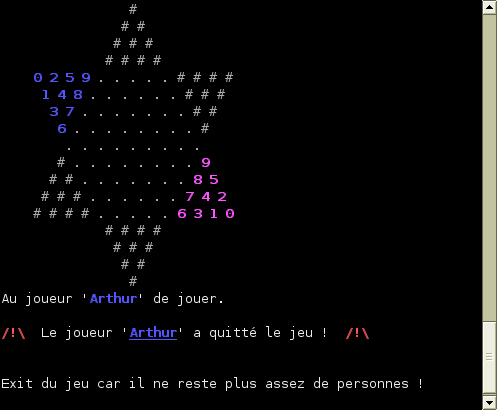 #
# #
# # #
# # # #
0 2 5 9 . . . . . # # # #
1 4 8 . . . . . . # # #
3 7 . . . . . . . # #
6 . . . . . . . . #
. . . . . . . . .
# . . . . . . . . 9
# # . . . . . . . 8 5
# # # . . . . . . 7 4 2
# # # # . . . . . 6 3 1 0
# # # #
# # #
# #
#
Au joueur 'Arthur' de jouer.
/!\ Le joueur 'Arthur' a quitté le jeu ! /!\
Exit du jeu car il ne reste plus assez de personnes !